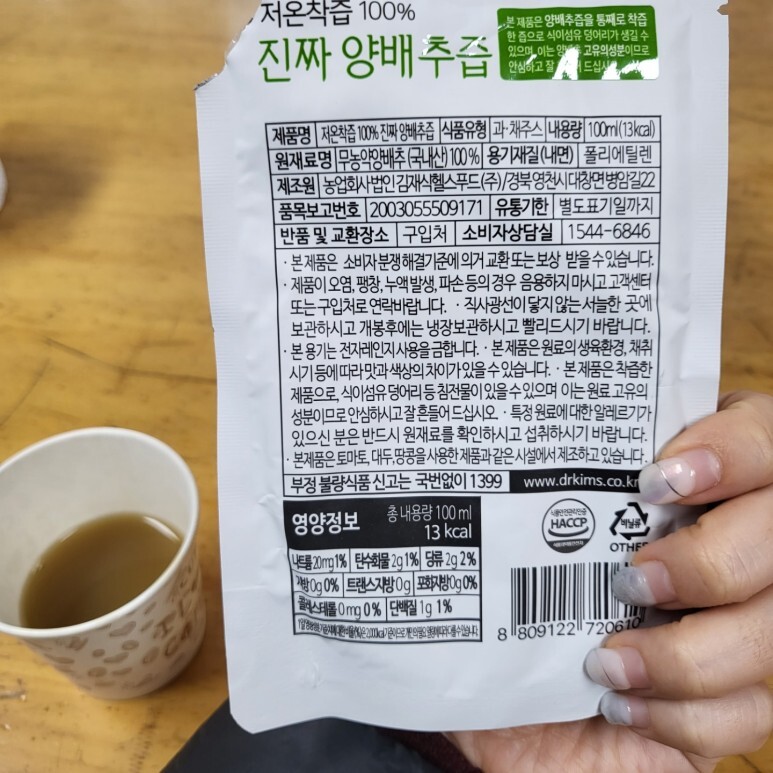 저온착즙 100%
진짜 양배추즙
본 제품은 양배추즙을 통째로 착즙
한 즙으로 식이섬유 덩어리가 생길 수
있으며, 이는 양배추 고유의성분이므로
안심하고 잘 드십시
제품명 저온착즙 100% 진짜 양배추즙 식품유형 과·채주스 내용량 100ml(13kcal)
원재료명 무농약양배추 (국내산) 100% 용기재질(내면) 폴리에틸렌
제조원 농업회사법인 김재식헬스푸드(주)/경북 영천시 대창면 병암길22
품목보고번호 2003055509171 유통기한 별도표기일까지
반품 및 교환장소 구입처 소비자상담실 1544-6846
· 본 제품은 소비자 분쟁 해결기준에 의거 교환 또는 보상 받을 수 있습니다.
· 제품이 오염, 팽창, 누액 발생, 파손 등의 경우 음용하지 마시고 고객센터
또는 구입처로 연락바랍니다. · 직사광선이 닿지 않는 서늘한 곳에
보관하시고 개봉후에는 냉장보관하시고 빨리드시기 바랍니다.
· 본 용기는 전자레인지 사용을 금합니다. · 본 제품은 원료의 생육환경, 채취
시기 등에 따라 맛과 색상의 차이가 있을 수 있습니다. · 본 제품은 착즙한
제품으로, 식이섬유 덩어리 등 침전물이 있을 수 있으며 이는 원료 고유의
성분이므로 안심하시고 잘 흔들어 드십시오. · 특정 원료에 대한 알레르기가
있으신 분은 반드시 원재료를 확인하시고 섭취하시기 바랍니다.
· 본제품은 토마토, 대두, 땅콩을 사용한 제품과 같은 시설에서 제조하고 있습니다.
부정 불량식품 신고는 국번없이 1399 www.drkims.co.k
영양정보 총 내용량 100 ml
13 kcal
나트륨 20mg 1% 탄수화물 2g 1% 당류 2g 2%
지방 0g 0% 트랜스지방 0g 포화지방 0g 0%
콜레스테롤 0 mg 0 % 단백질 1g 1%
HACCP
비닐류
OTHE
8 809122 720610